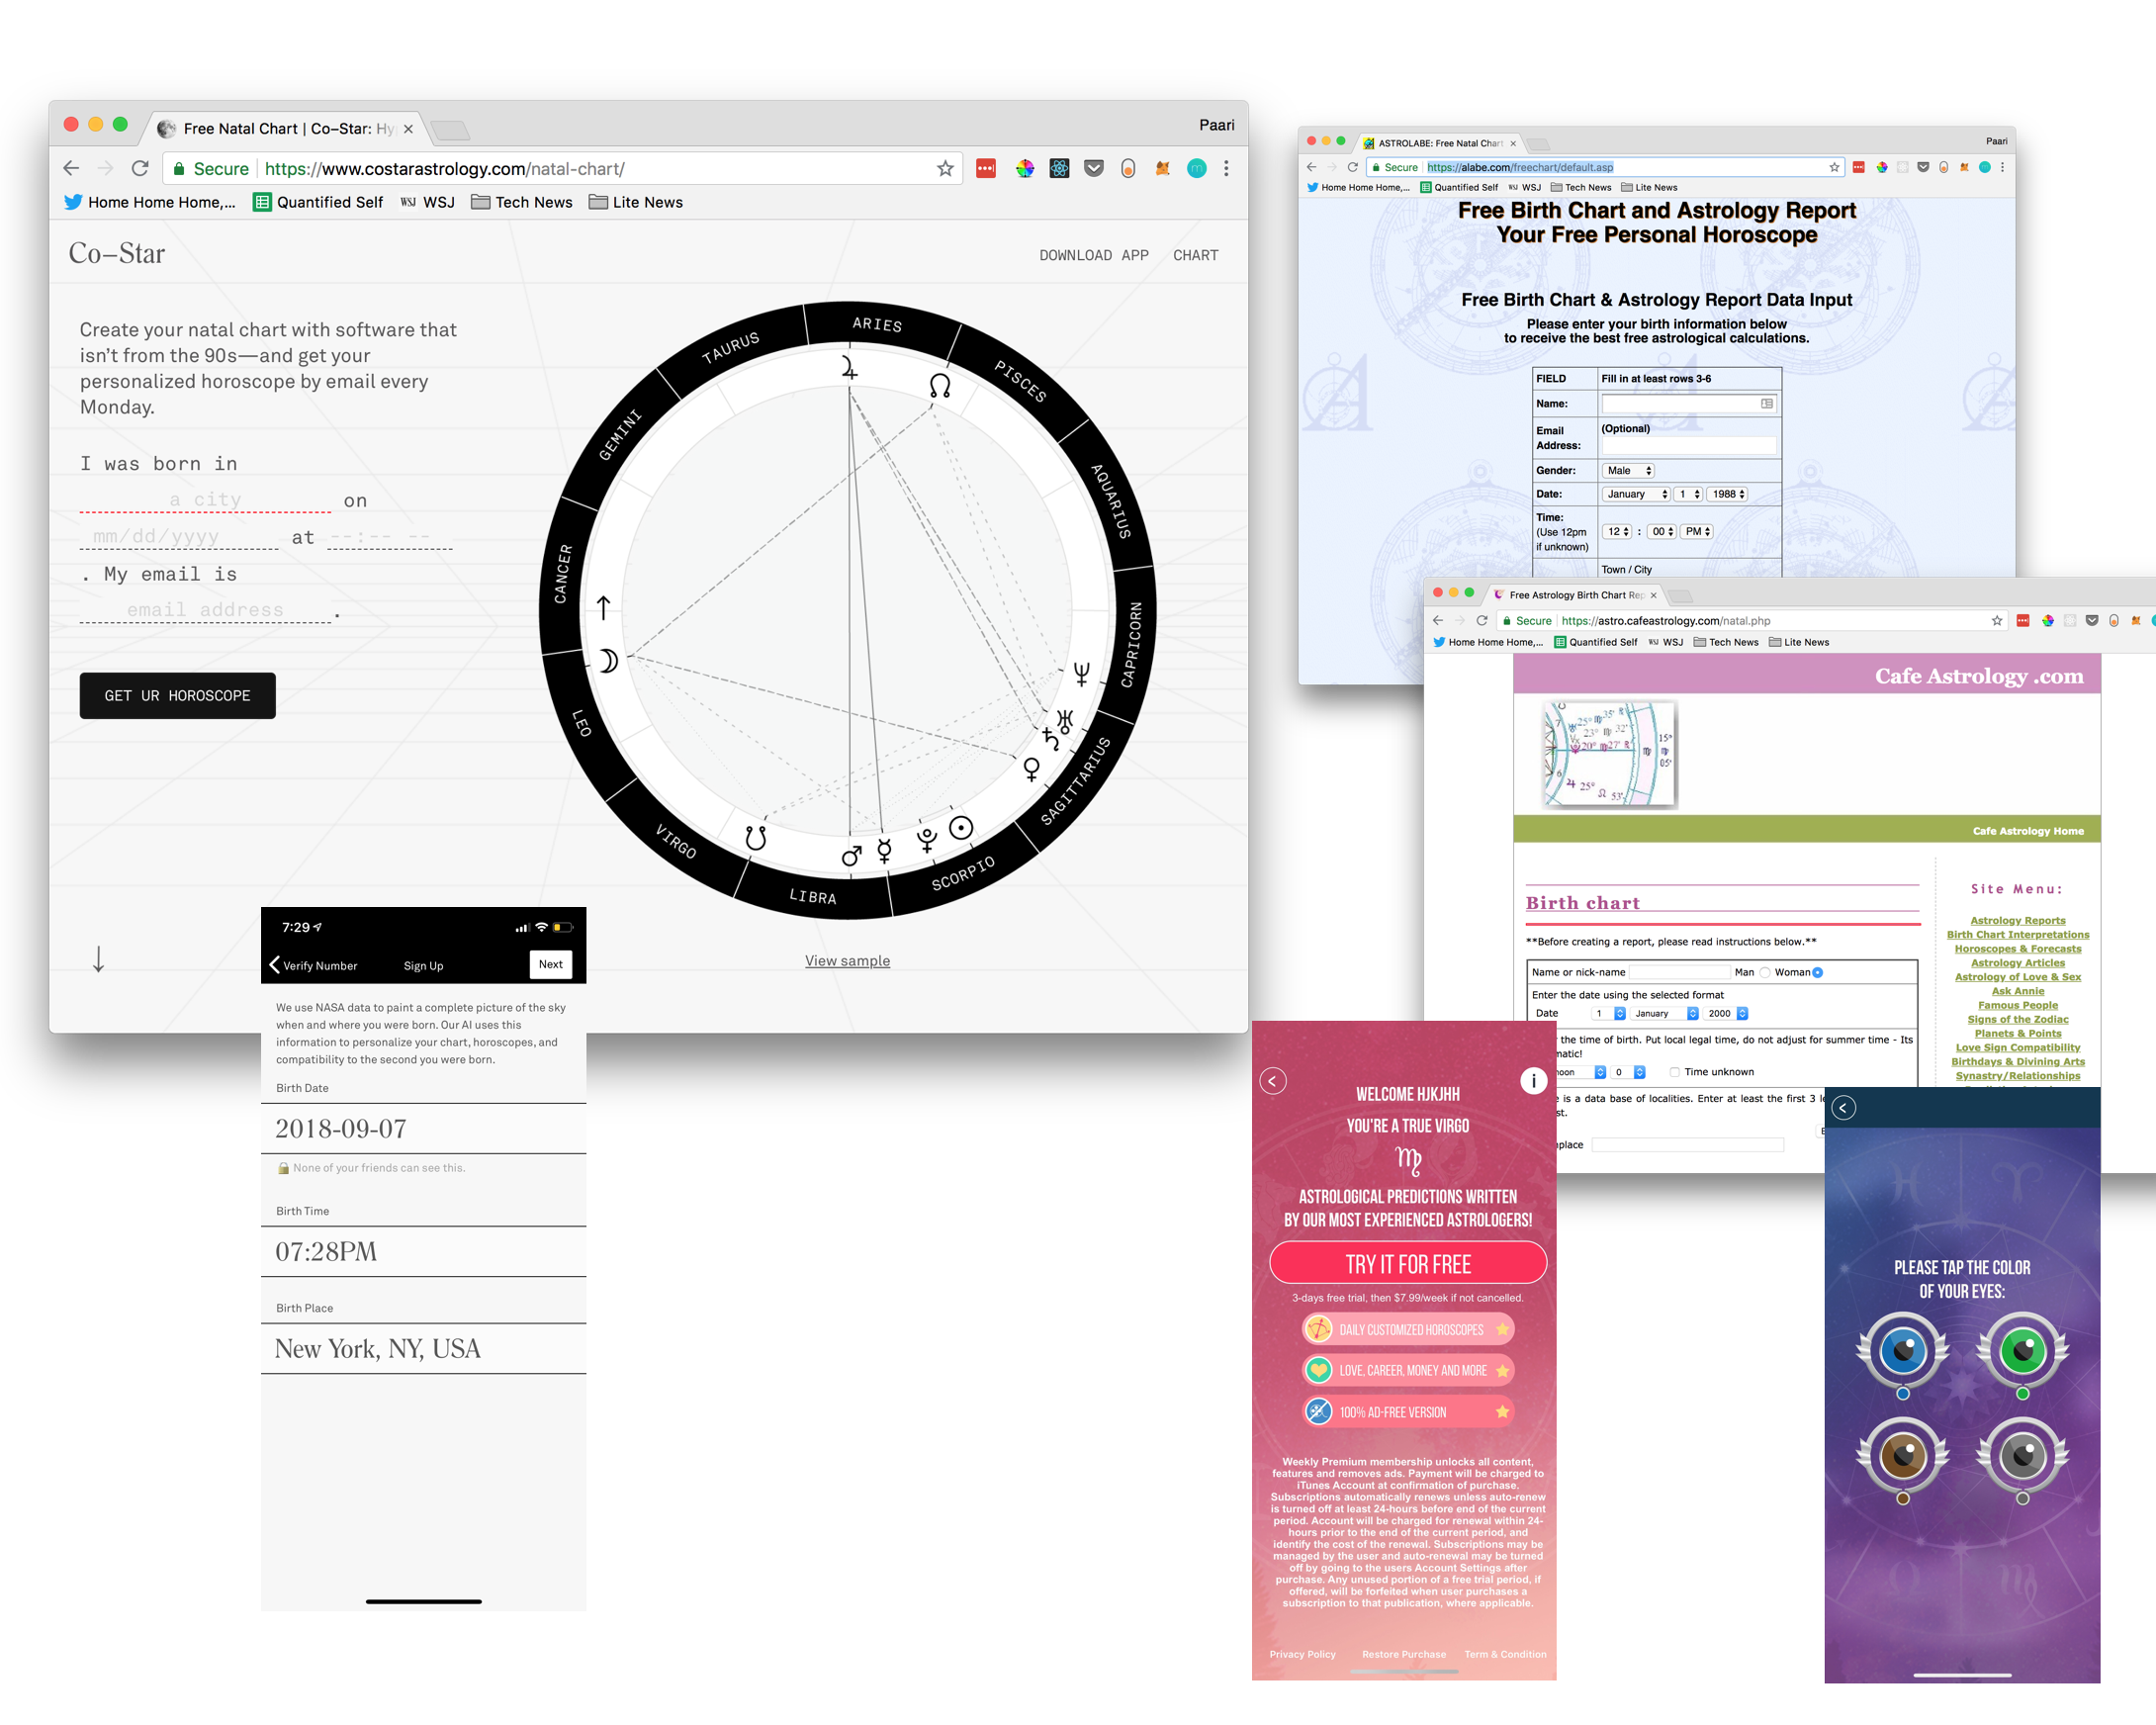 Free Natal Chart | Co–Star: Hy
Paari
Secure
https://www.costarastrology.com/natal-chart/
Home Home Home,...
Quantified Self
WSJ WSJ
Tech News
Lite News
Co–Star
DOWNLOAD APP
CHART
Create your natal chart with software that
isn't from the 90s—and get your
personalized horoscope by email every
Monday.
I was born in
a city on
mm/dd/yyyy at --:-- --
. My email is
email address .
GET UR HOROSCOPE
ARIES
PISCES
AQUARIUS
CAPRICORN
SAGITTARIUS
SCORPIO
LIBRA
VIRGO
LEO
CANCER
GEMINI
TAURUS
View sample
7:29
Verify Number
Sign Up
Next
We use NASA data to paint a complete picture of the sky
when and where you were born. Our AI uses this
information to personalize your chart, horoscopes, and
compatibility to the second you were born.
Birth Date
2018-09-07
None of your friends can see this.
Birth Time
07:28PM
Birth Place
New York, NY, USA
ASTROLABE: Free Natal Chart
Paari
Secure
https://alabe.com/freechart/default.asp
Home Home Home,...
Quantified Self
WSJ WSJ
Tech News
Lite News
Free Birth Chart and Astrology Report
Your Free Personal Horoscope
Free Birth Chart & Astrology Report Data Input
Please enter your birth information below
to receive the best free astrological calculations.
FIELD
Fill in at least rows 3-6
Name:
Email
Address:
(Optional)
Gender:
Male
Date:
January 1 1988
Time:
(Use 12pm
if unknown)
12 : 00 PM
Town / City
Free Astrology Birth Chart Rep
Secure
https://astro.cafeastrology.com/natal.php
Home Home Home,...
Quantified Self
WSJ WSJ
Tech News
Lite News
Cafe Astrology .com
Cafe Astrology Home
Birth chart
**Before creating a report, please read instructions below.**
Name or nick-name
Man
Woman
Enter the date using the selected format
Date 1 January 2000
the time of birth. Put local legal time, do not adjust for summer time - Its
matic!
noon 0 Time unknown
e is a data base of localities. Enter at least the first 3 le
st.
place
Site Menu:
Astrology Reports
Birth Chart Interpretations
Horoscopes & Forecasts
Astrology Articles
Astrology of Love & Sex
Ask Annie
Famous People
Signs of the Zodiac
Planets & Points
Love Sign Compatibility
Birthdays & Divining Arts
Synastry/Relationships
WELCOME HJKJHH
YOU'RE A TRUE VIRGO
ASTROLOGICAL PREDICTIONS WRITTEN
BY OUR MOST EXPERIENCED ASTROLOGERS!
TRY IT FOR FREE
3-days free trial, then $7.99/week if not cancelled.
DAILY CUSTOMIZED HOROSCOPES
LOVE, CAREER, MONEY AND MORE
100% AD-FREE VERSION
Weekly Premium membership unlocks all content,
features and removes ads. Payment will be charged to
iTunes Account at confirmation of purchase.
Subscriptions automatically renews unless auto-renew
is turned off at least 24-hours before end of the current
period. Account will be charged for renewal within 24-
hours prior to the end of the current period, and
identify the cost of the renewal. Subscriptions may be
managed by the user and auto-renewal may be turned
off by going to the users Account Settings after
purchase. Any unused portion of a free trial period, if
offered, will be forfeited when user purchases a
subscription to that publication, where applicable.
Privacy Policy
Restore Purchase
Term & Condition
PLEASE TAP THE COLOR
OF YOUR EYES: